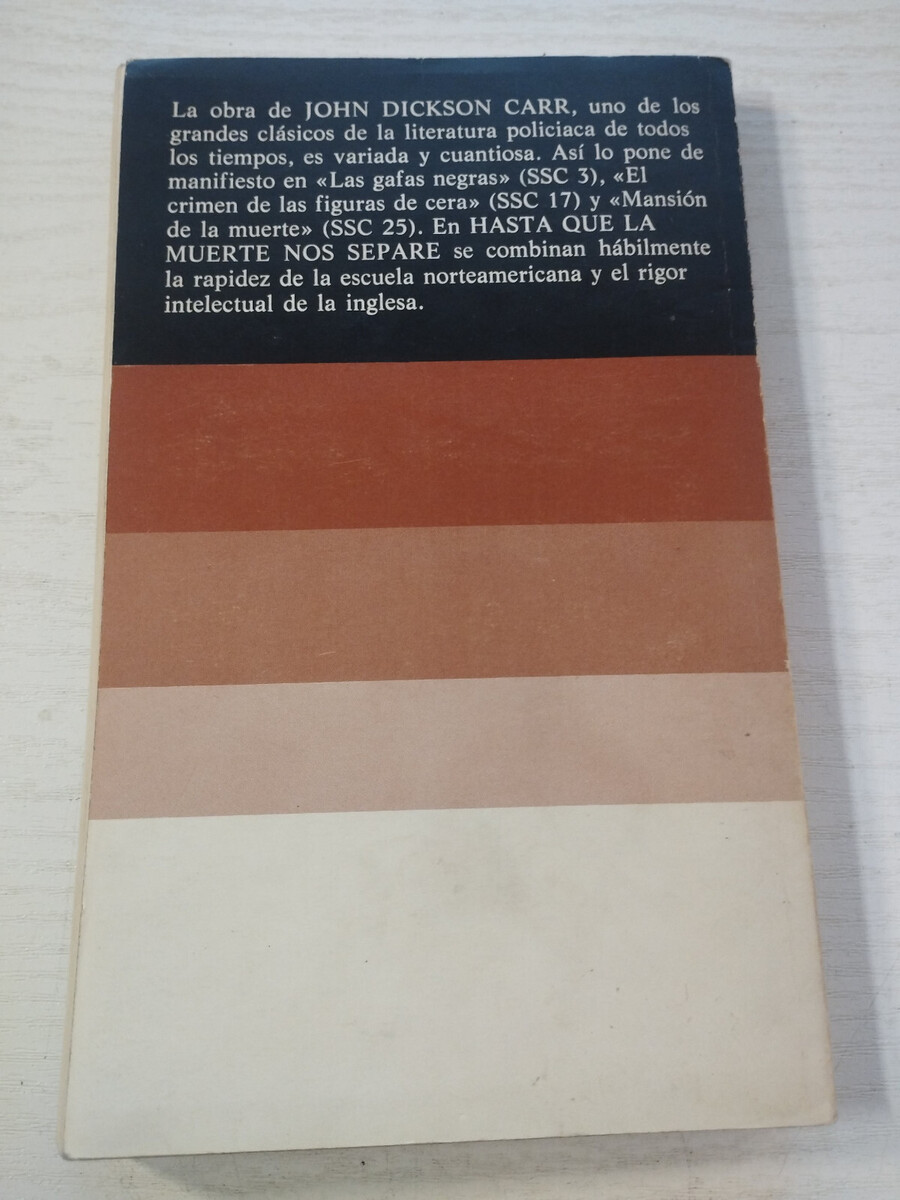 La obra de JOHN DICKSON CARR, uno de los
grandes clásicos de la literatura policiaca de todos
los tiempos, es variada y cuantiosa. Así lo pone de
manifiesto en «Las gafas negras» (SSC 3), «El
crimen de las figuras de cera» (SSC 17) y «Mansión
de la muerte» (SSC 25). En HASTA QUE LA
MUERTE NOS SEPARE se combinan hábilmente
la rapidez de la escuela norteamericana y el rigor
intelectual de la inglesa.